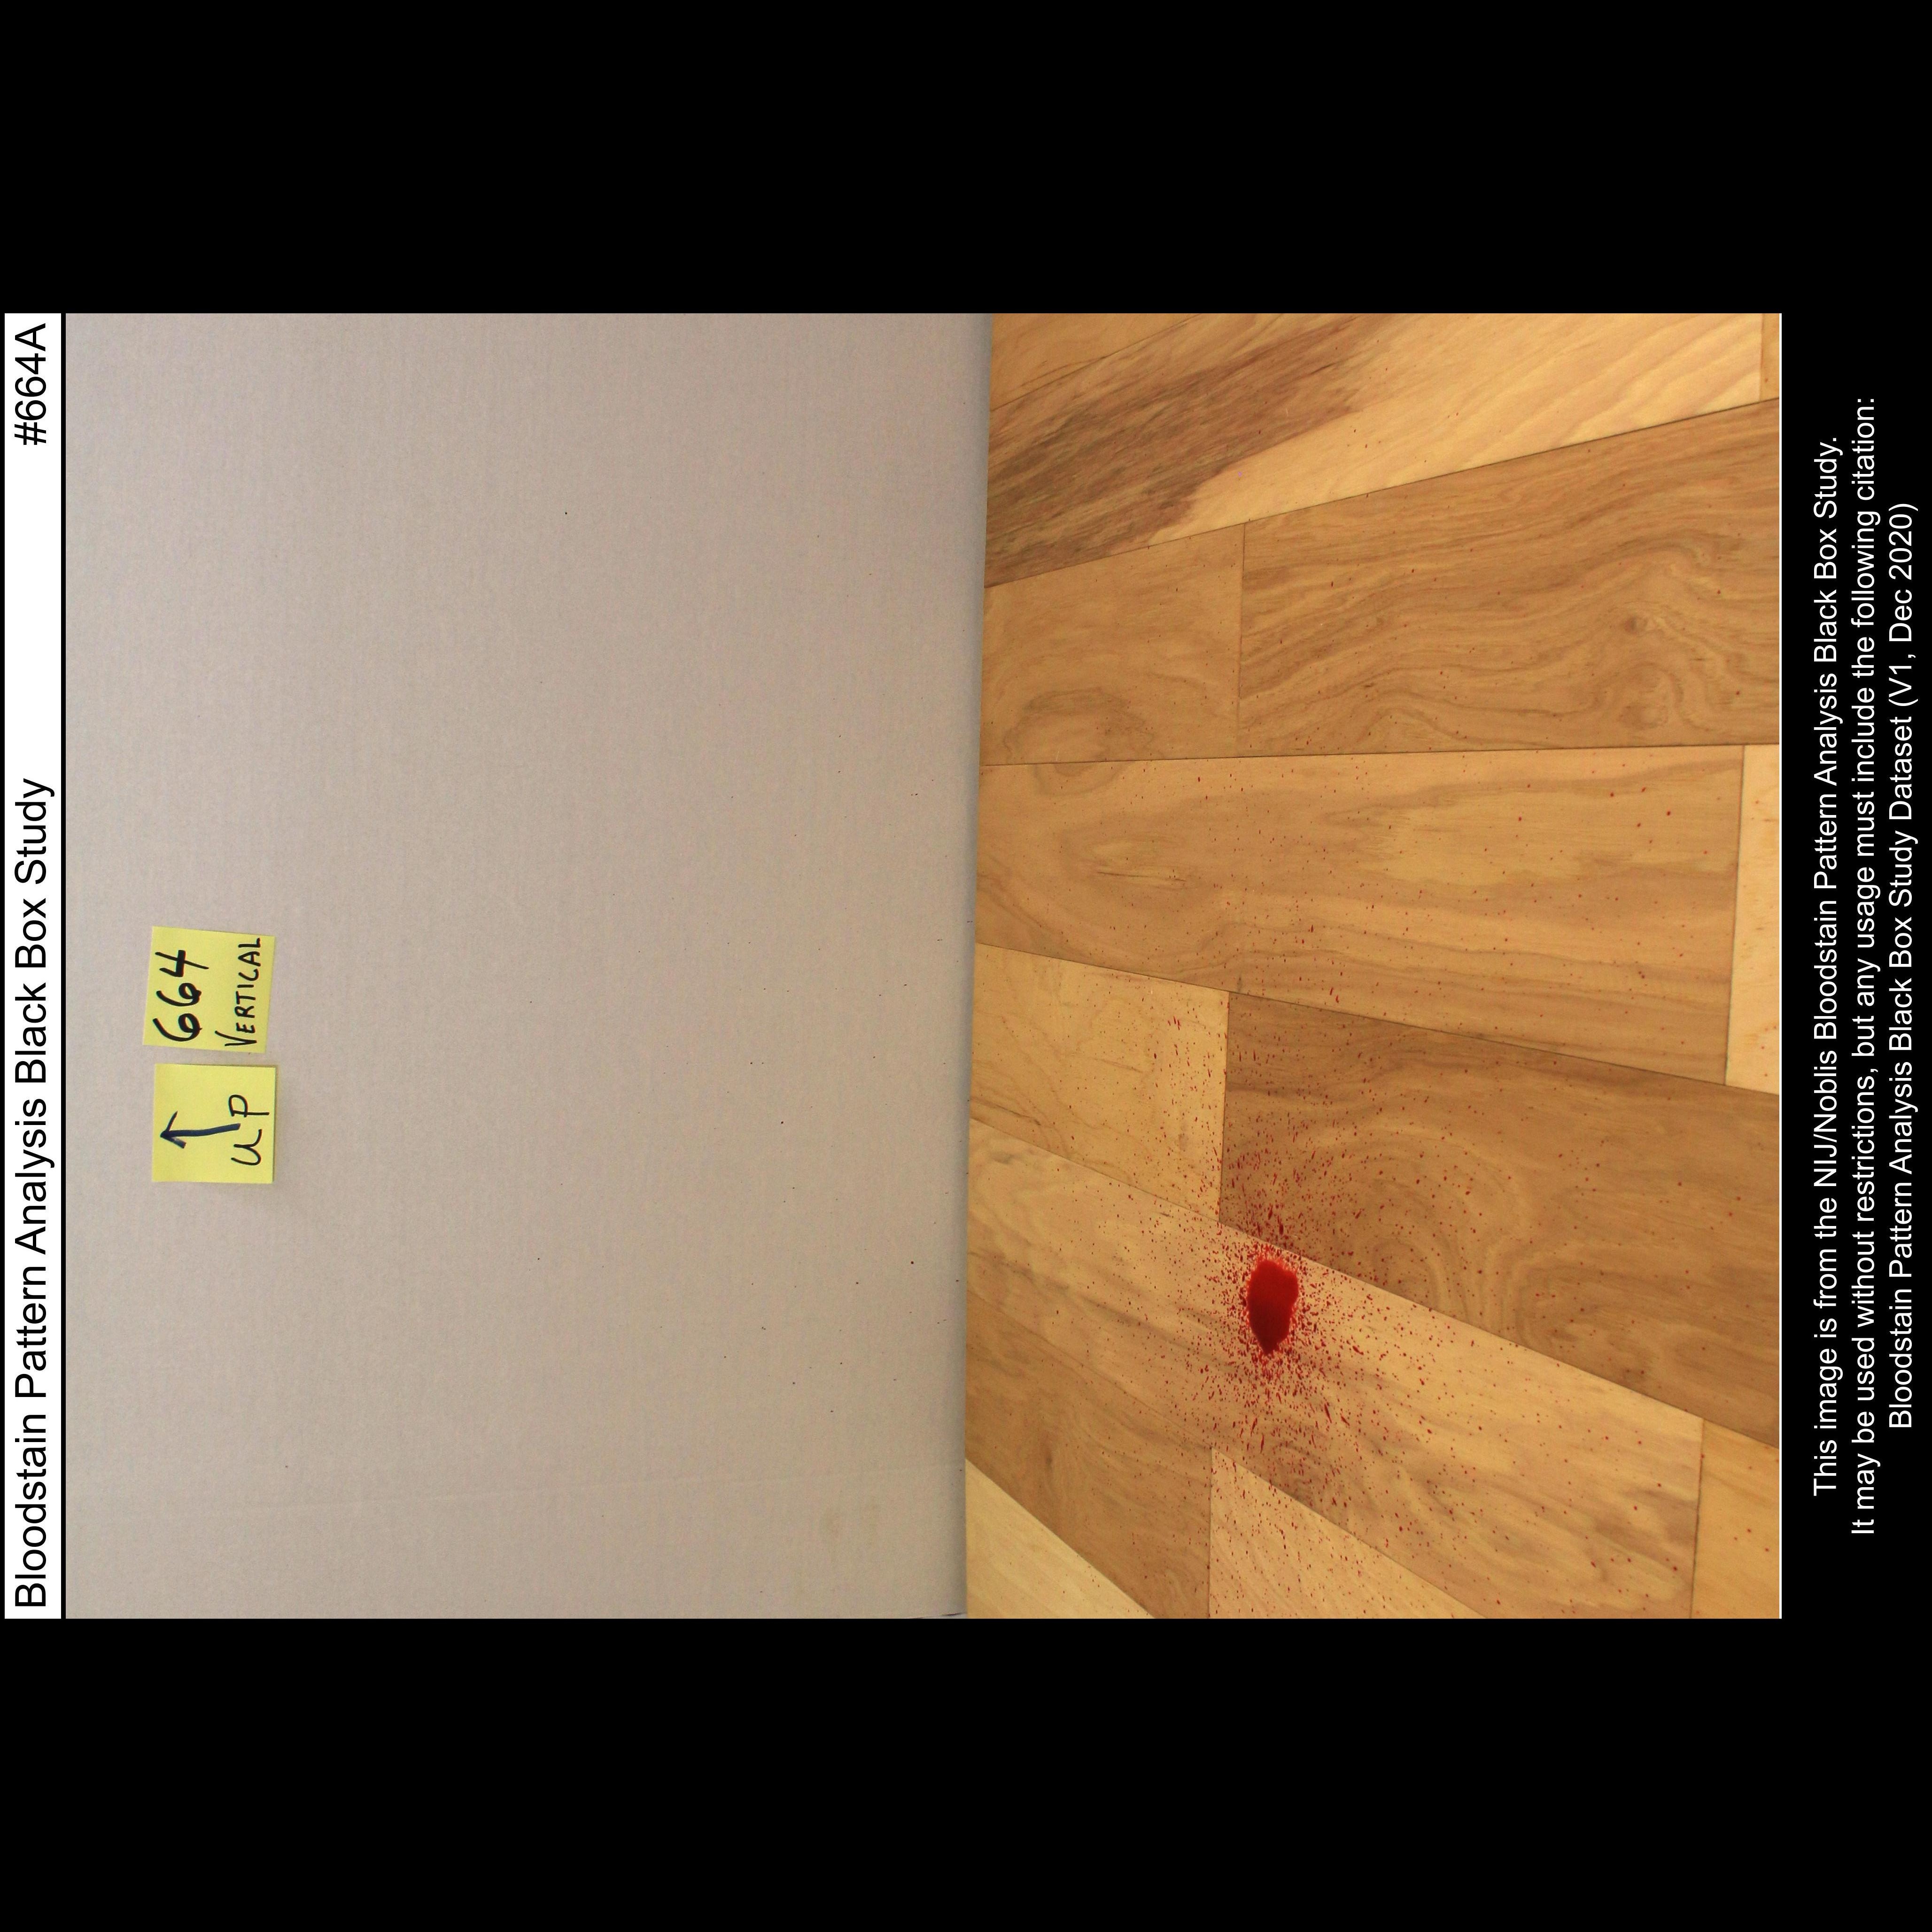 Bloodstain Pattern Analysis Black Box Study #664A
↑
UP
664
VERTICAL
This image is from the NIJ/Noblis Bloodstain Pattern Analysis Black Box Study.
It may be used without restrictions, but any usage must include the following citation:
Bloodstain Pattern Analysis Black Box Study Dataset (V1, Dec 2020)